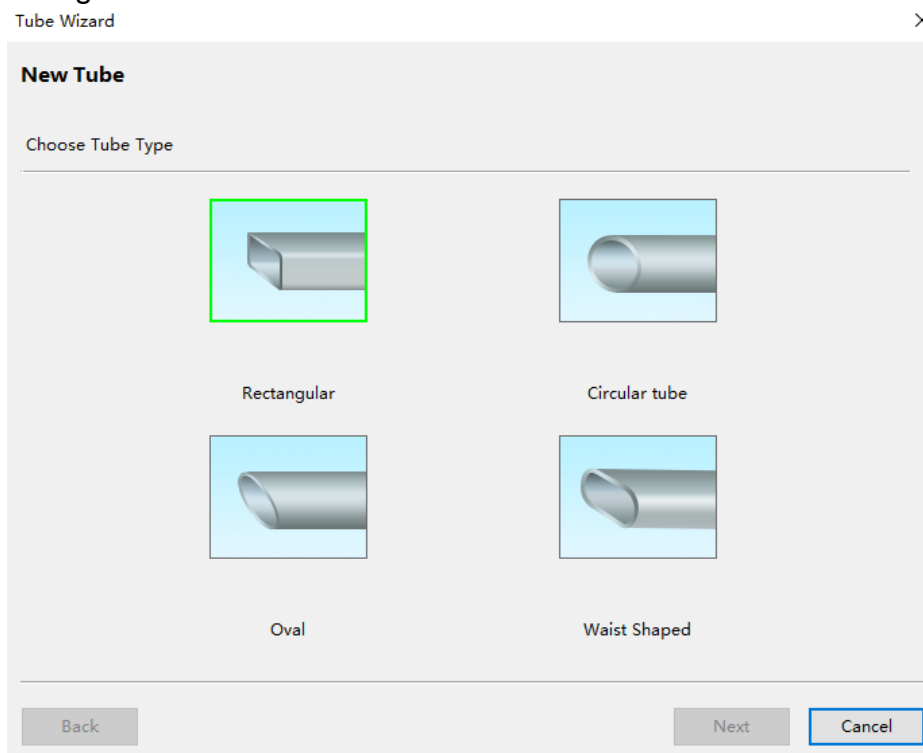 Tube Wizard
New Tube
Choose Tube Type
Rectangular
Circular tube
Oval
Waist Shaped
Back
Next
Cancel